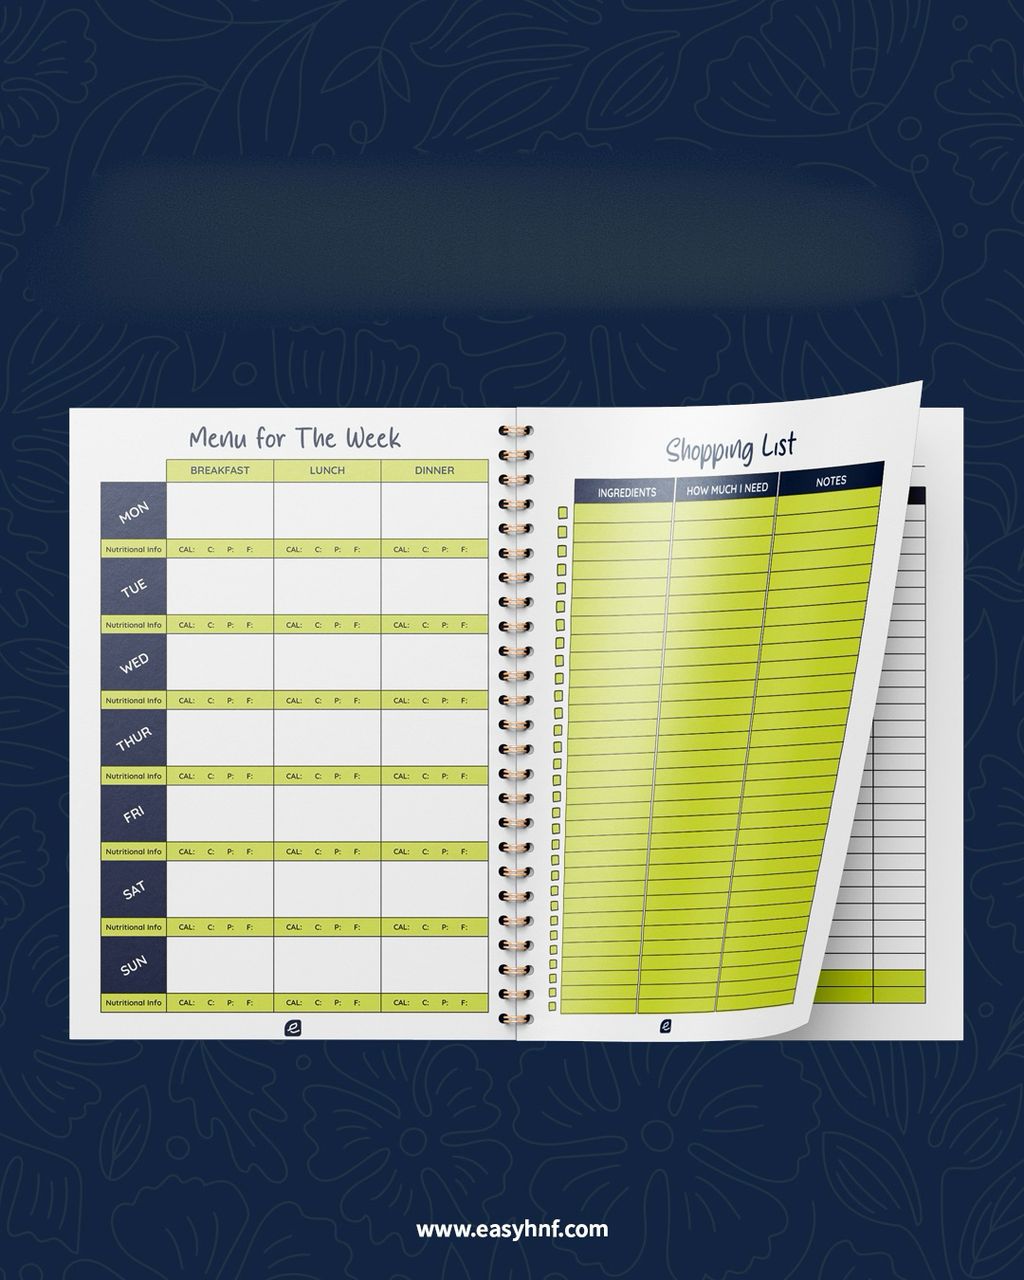 Menu for The Week
BREAKFAST LUNCH DINNER
MON
Nutritional Info CAL: C: P: F: CAL: C: P: F: CAL: C: P: F:
TUE
Nutritional Info CAL: C: P: F: CAL: C: P: F: CAL: C: P: F:
WED
Nutritional Info CAL: C: P: F: CAL: C: P: F: CAL: C: P: F:
THUR
Nutritional Info CAL: C: P: F: CAL: C: P: F: CAL: C: P: F:
FRI
Nutritional Info CAL: C: P: F: CAL: C: P: F: CAL: C: P: F:
SAT
Nutritional Info CAL: C: P: F: CAL: C: P: F: CAL: C: P: F:
SUN
Nutritional Info CAL: C: P: F: CAL: C: P: F: CAL: C: P: F:
e
Shopping List
INGREDIENTS HOW MUCH I NEED NOTES
e
www.easyhnf.com